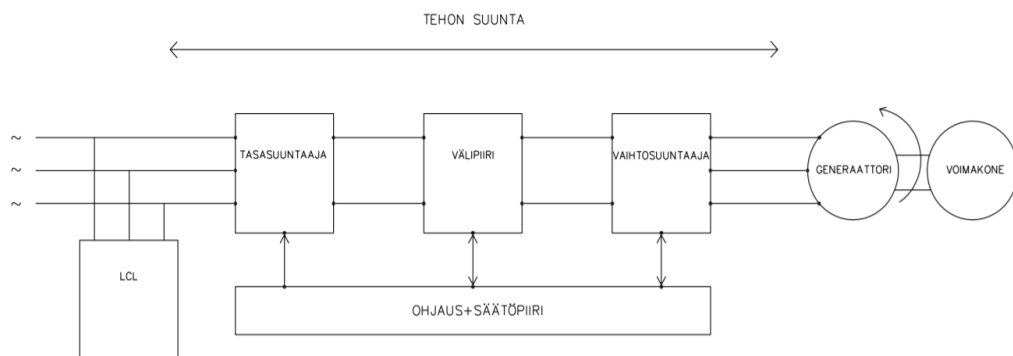 TEHON SUUNTA
~
~
~
TASASUUNTAAJA
VÄLIPIIRI
VAIHTOSUUNTAAJA
GENERAATTORI
VOIMAKONE
LCL
OHJAUS+SÄÄTÖPIIRI